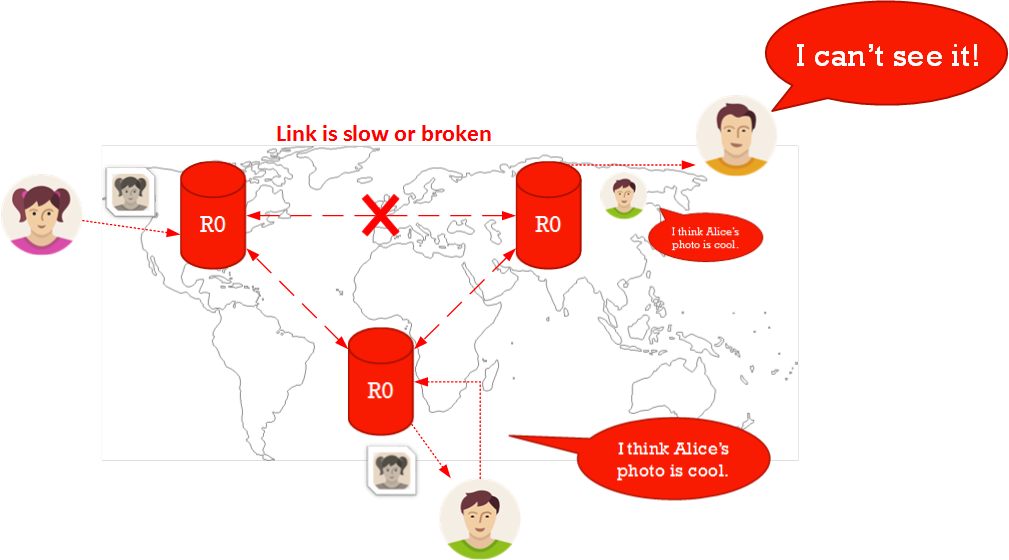 I can't see it!
Link is slow or broken
R0
R0
I think Alice's
photo is cool.
R0
I think Alice's
photo is cool.